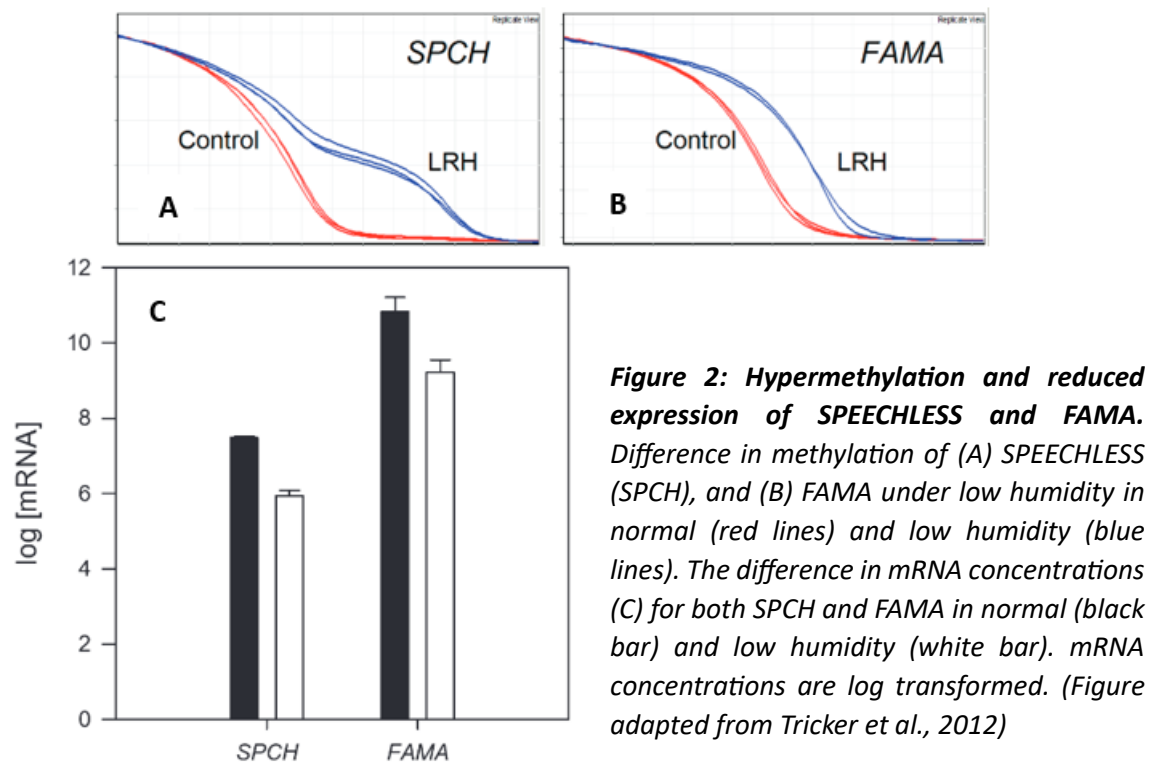 Replicate View
SPCH
Control
LRH
A
Replicate View
FAMA
Control
LRH
B
12
10
8
6
4
2
0
log [mRNA]
C
SPCH
FAMA
Figure 2: Hypermethylation and reduced
expression of SPEECHLESS and FAMA.
Difference in methylation of (A) SPEECHLESS
(SPCH), and (B) FAMA under low humidity in
normal (red lines) and low humidity (blue
lines). The difference in mRNA concentrations
(C) for both SPCH and FAMA in normal (black
bar) and low humidity (white bar). mRNA
concentrations are log transformed. (Figure
adapted from Tricker et al., 2012)